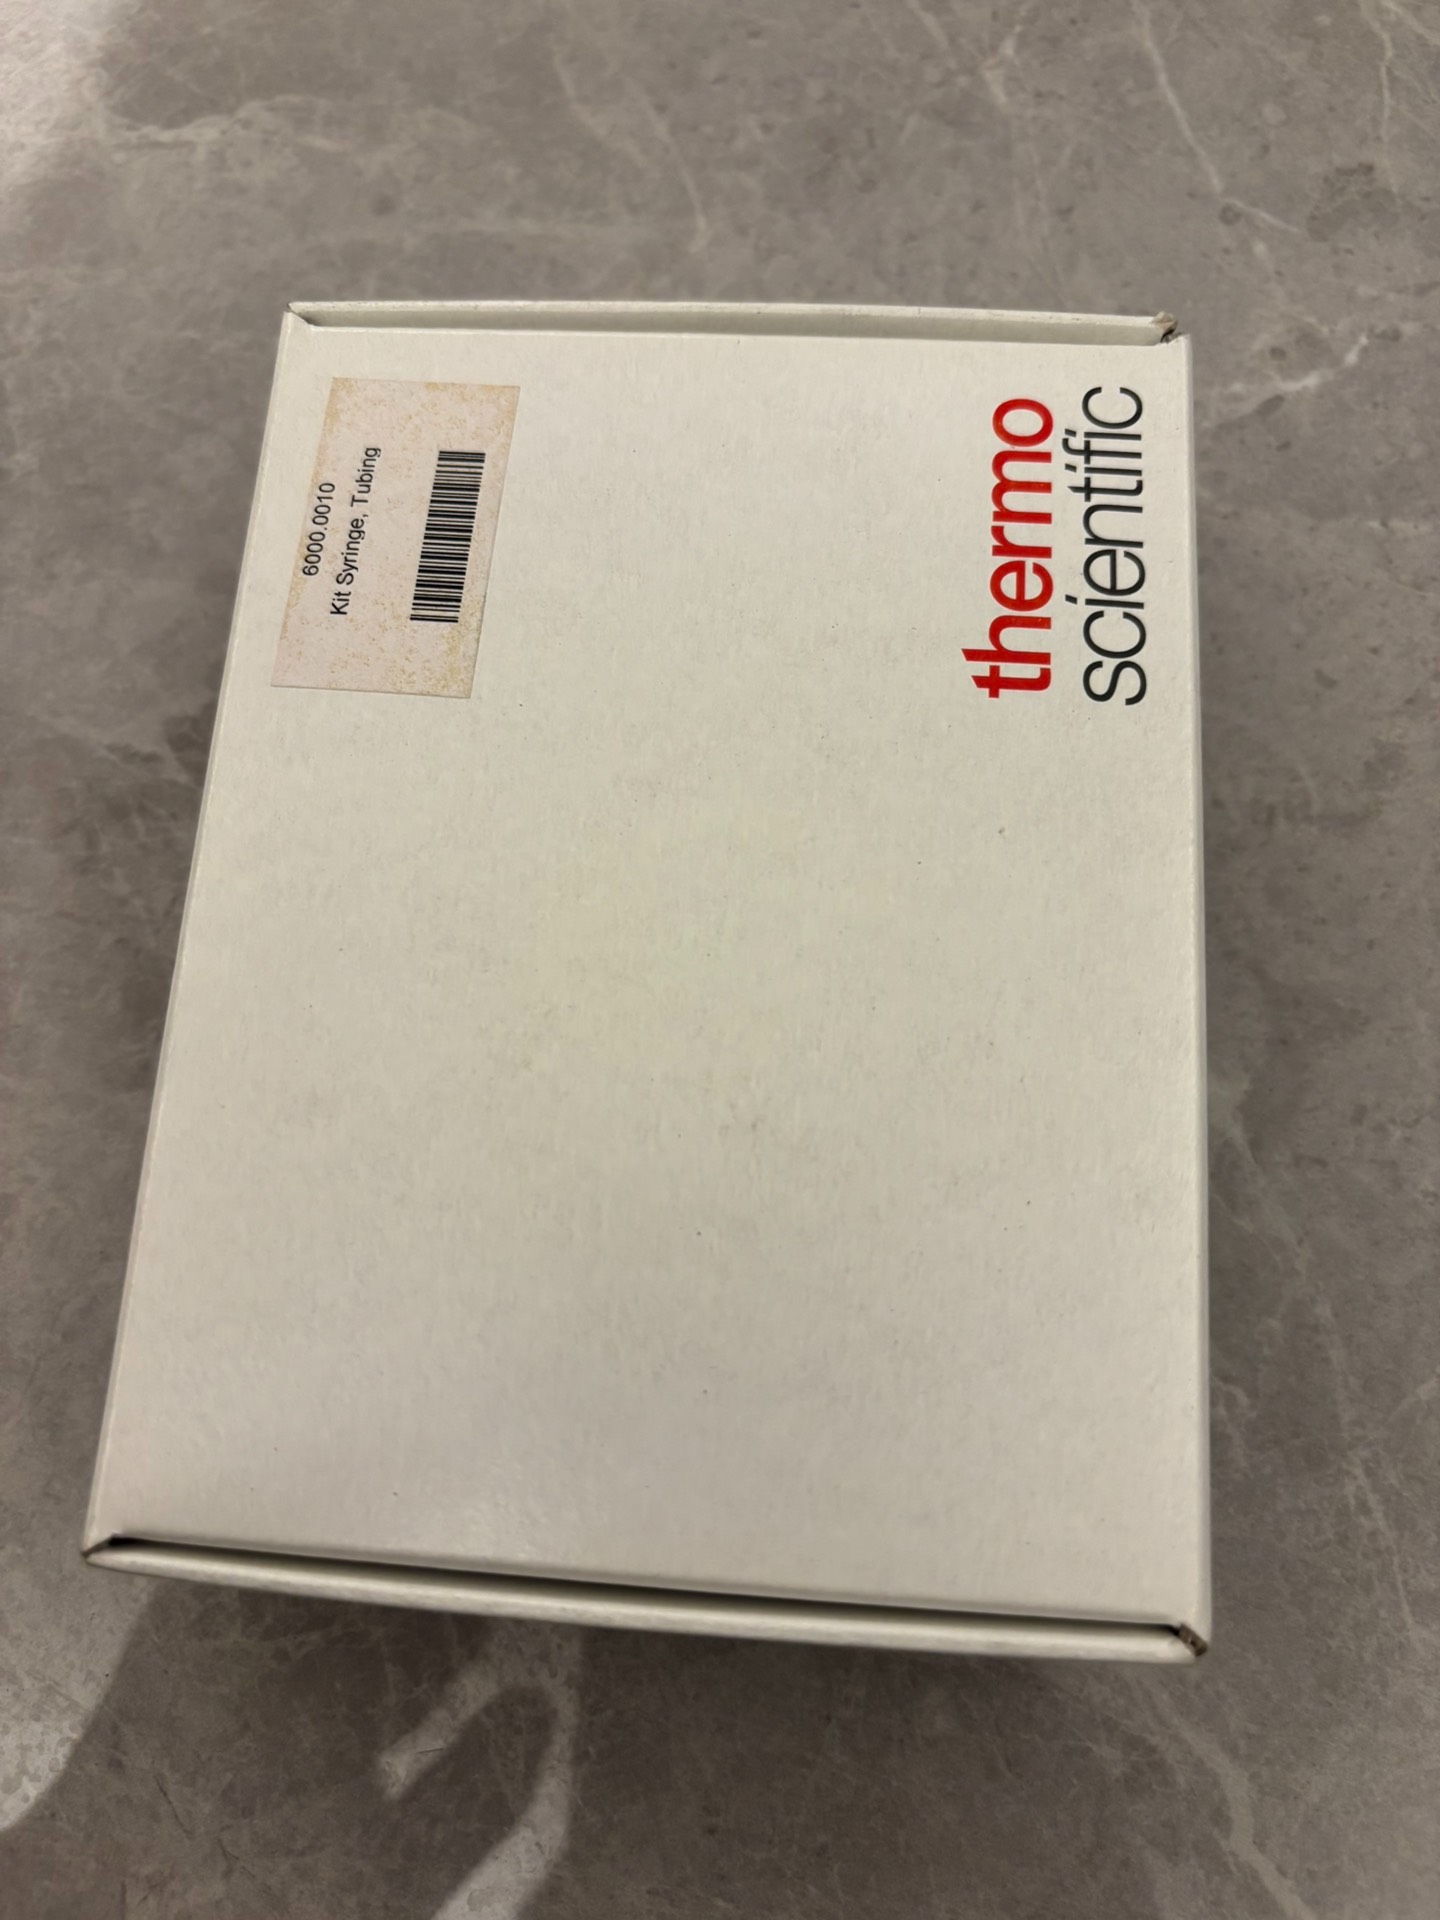 6000.0010
Kit Syringe, Tubing
thermo
scientific